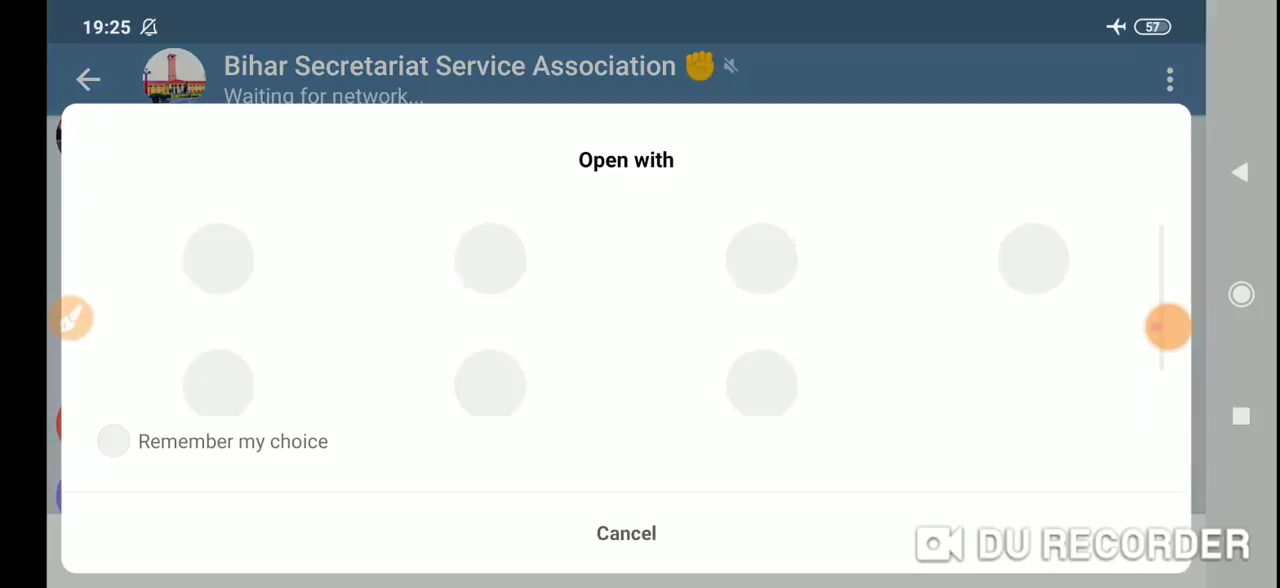 19:25
57
Bihar Secretariat Service Association ✊
Waiting for network...
Open with
Remember my choice
Cancel
DU RECORDER